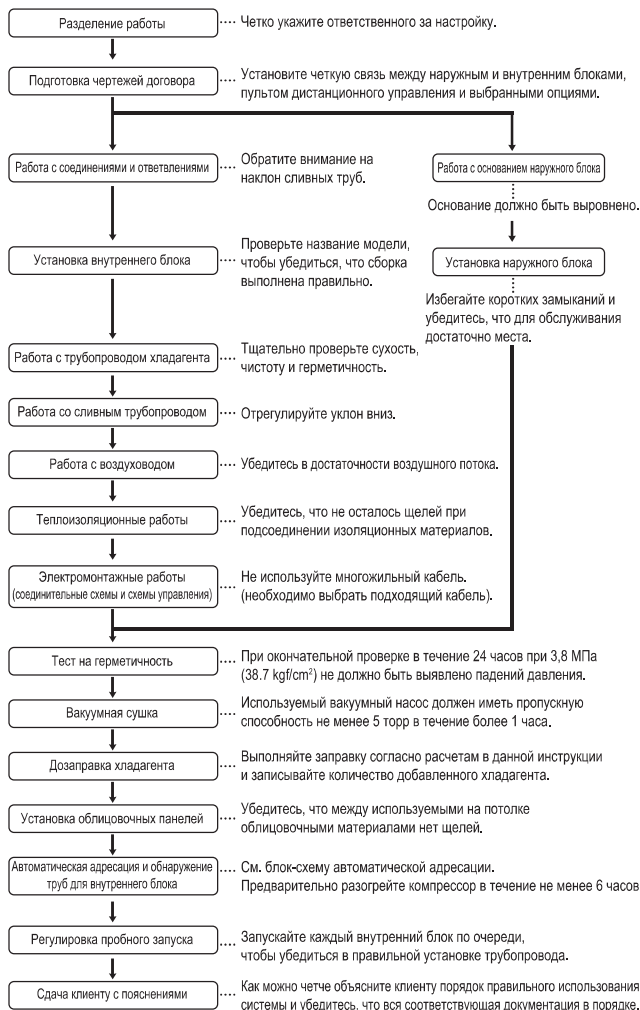 Разделение работы
Четко укажите ответственного за настройку.
Подготовка чертежей договора
Установите четкую связь между наружным и внутренним блоками,
пультом дистанционного управления и выбранными опциями.
Работа с соединениями и ответвлениями
Обратите внимание на
наклон сливных труб.
Работа с основанием наружного блока
Основание должно быть выровнено.
Установка внутреннего блока
Проверьте название модели,
чтобы убедиться, что сборка
выполнена правильно.
Установка наружного блока
Избегайте коротких замыканий и
убедитесь, что для обслуживания
достаточно места.
Работа с трубопроводом хладагента
Тщательно проверьте сухость,
чистоту и герметичность.
Работа со сливным трубопроводом
Отрегулируйте уклон вниз.
Работа с воздуховодом
Убедитесь в достаточности воздушного потока.
Теплоизоляционные работы
Убедитесь, что не осталось щелей при
подсоединении изоляционных материалов.
Электромонтажные работы
(соединительные схемы и схемы управления)
Не используйте многожильный кабель.
(необходимо выбрать подходящий кабель).
Тест на герметичность
При окончательной проверке в течение 24 часов при 3,8 МПа
(38.7 kgf/cm²) не должно быть выявлено падений давления.
Вакуумная сушка
Используемый вакуумный насос должен иметь пропускную
способность не менее 5 торр в течение более 1 часа.
Дозаправка хладагента
Выполняйте заправку согласно расчетам в данной инструкции
и записывайте количество добавленного хладагента.
Установка облицовочных панелей
Убедитесь, что между используемыми на потолке
облицовочными материалами нет щелей.
Автоматическая адресация и обнаружение
труб для внутреннего блока
См. блок-схему автоматической адресации.
Предварительно разогрейте компрессор в течение не менее 6 часов
Регулировка пробного запуска
Запускайте каждый внутренний блок по очереди,
чтобы убедиться в правильной установке трубопровода.
Сдача клиенту с пояснениями
Как можно четче объясните клиенту порядок правильного использования
системы и убедитесь, что вся соответствующая документация в порядке.